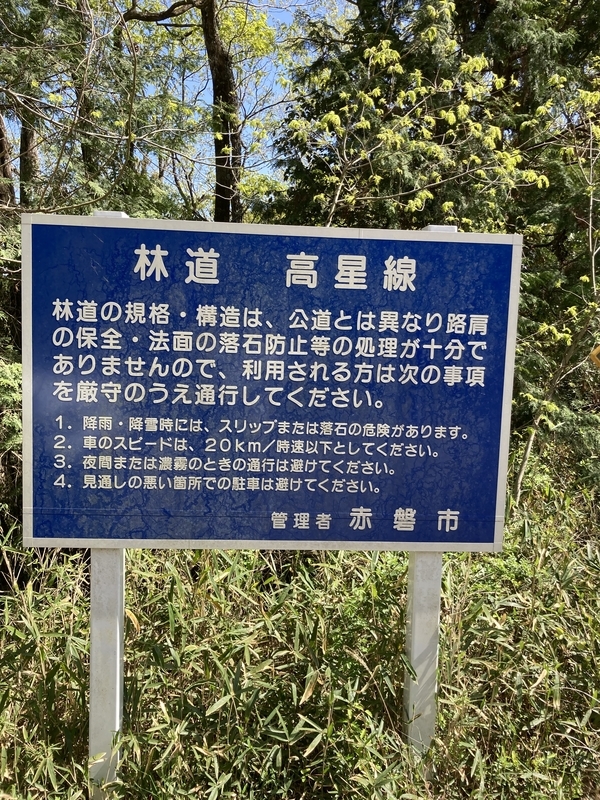 林道　高星線
林道の規格・構造は、公道とは異なり路肩
の保全・法面の落石防止等の処理が十分で
ありませんので、利用される方は次の事項
を厳守のうえ通行してください。
1. 降雨・降雪時には、スリップまたは落石の危険があります。
2. 車のスピードは、20km/時速以下としてください。
3. 夜間または濃霧のときの通行は避けてください。
4. 見通しの悪い箇所での駐車は避けてください。
管理者　赤磐市